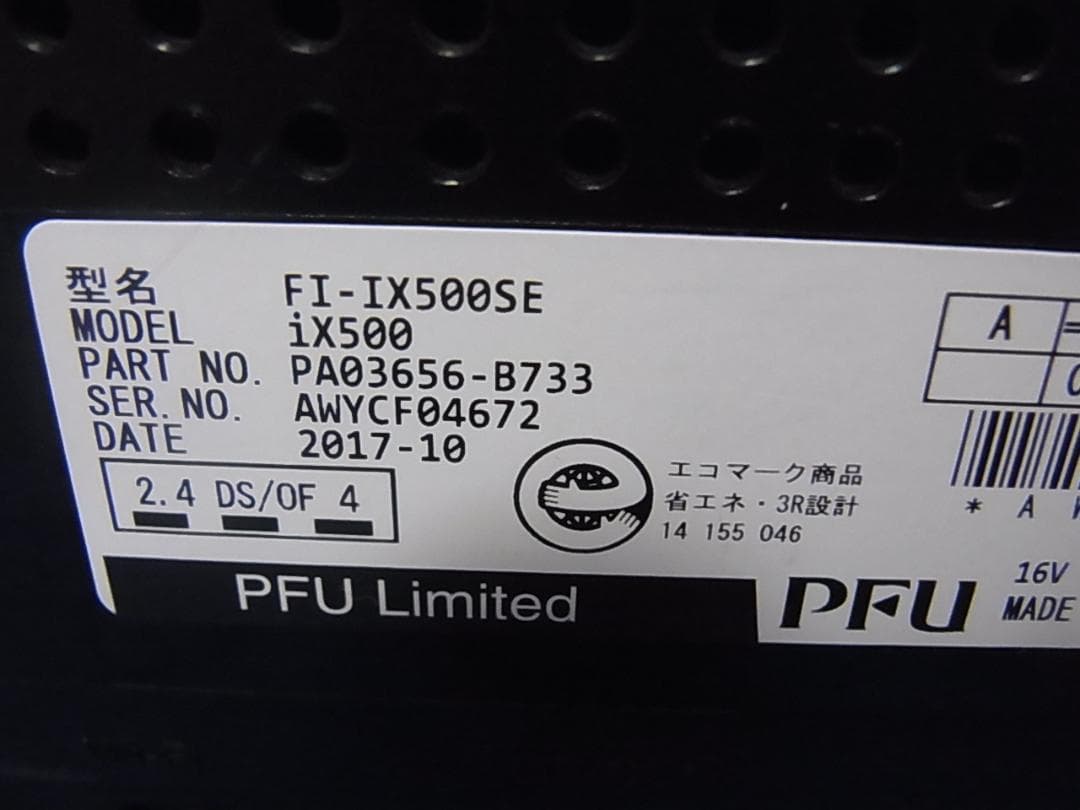 型名 FI-IX500SE
MODEL iX500
PART NO. PA03656-B733
SER.NO. AWYCF04672
DATE 2017-10
2.4 DS/OF 4
エコマーク商品
省エネ・3R設計
14 155 046
A =
* A
16V
MADE
PFU Limited
PFU